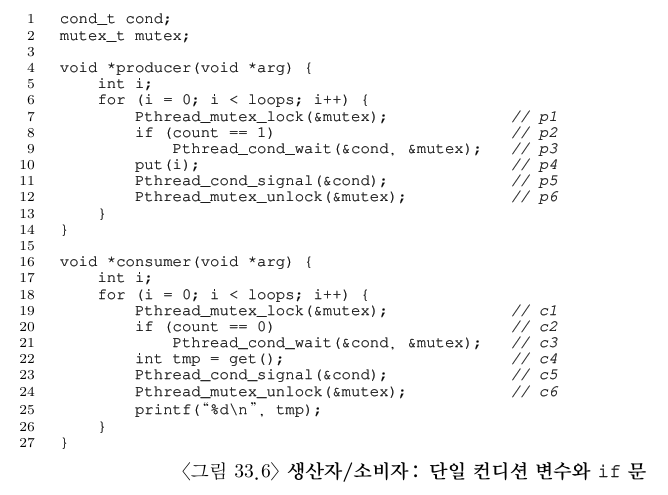 1 cond_t cond;
2 mutex_t mutex;
3
4 void *producer(void *arg) {
5     int i;
6     for (i = 0; i < loops; i++) {
7         Pthread_mutex_lock(&mutex);           // p1
8         if (count == 1)                       // p2
9             Pthread_cond_wait(&cond, &mutex); // p3
10         put(i);                               // p4
11         Pthread_cond_signal(&cond);           // p5
12         Pthread_mutex_unlock(&mutex);         // p6
13     }
14 }
15
16 void *consumer(void *arg) {
17     int i;
18     for (i = 0; i < loops; i++) {
19         Pthread_mutex_lock(&mutex);           // c1
20         if (count == 0)                       // c2
21             Pthread_cond_wait(&cond, &mutex); // c3
22         int tmp = get();                      // c4
23         Pthread_cond_signal(&cond);           // c5
24         Pthread_mutex_unlock(&mutex);         // c6
25         printf(“%d\n”, tmp);
26     }
27 }
〈그림 33.6〉 생산자/소비자: 단일 컨디션 변수와 if 문